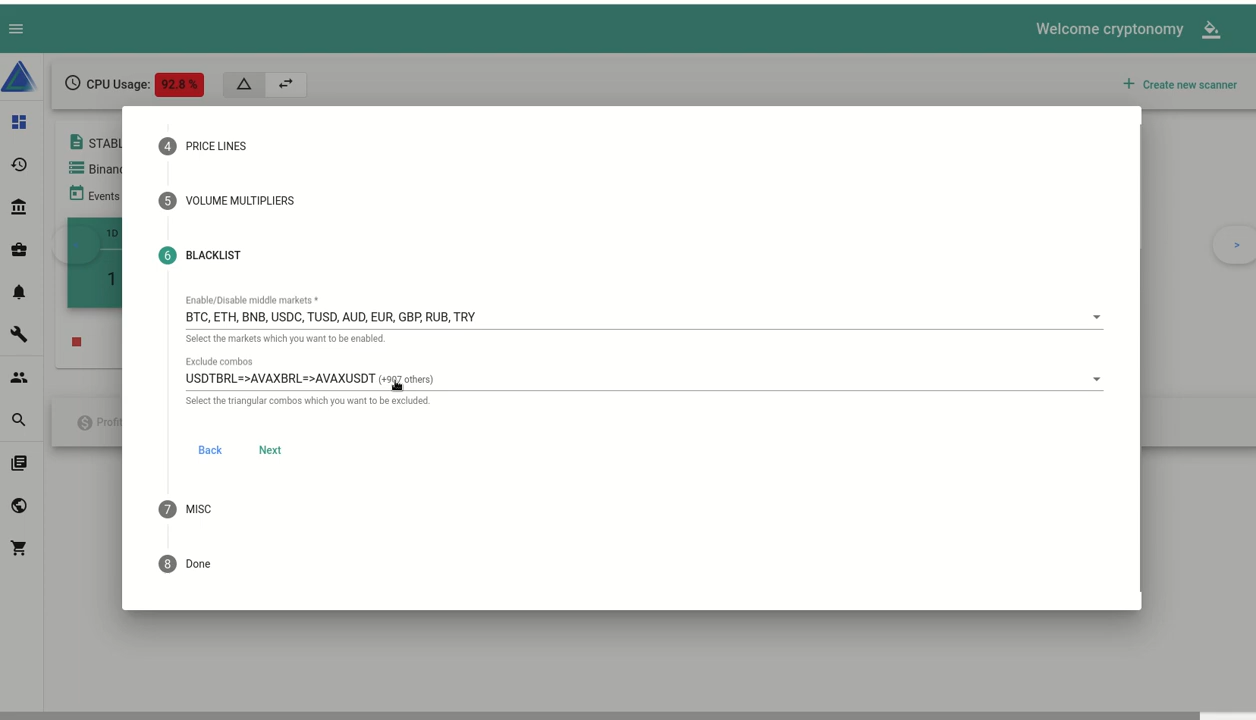 Welcome cryptonomy
CPU Usage: 92.8 %
Create new scanner
STABL
Binanc
Events
1D
1
>
Profit
4 PRICE LINES
5 VOLUME MULTIPLIERS
6 BLACKLIST
Enable/Disable middle markets *
BTC, ETH, BNB, USDC, TUSD, AUD, EUR, GBP, RUB, TRY
Select the markets which you want to be enabled.
Exclude combos
USDTBRL=>AVAXBRL=>AVAXUSDT (+907 others)
Select the triangular combos which you want to be excluded.
Back Next
7 MISC
8 Done